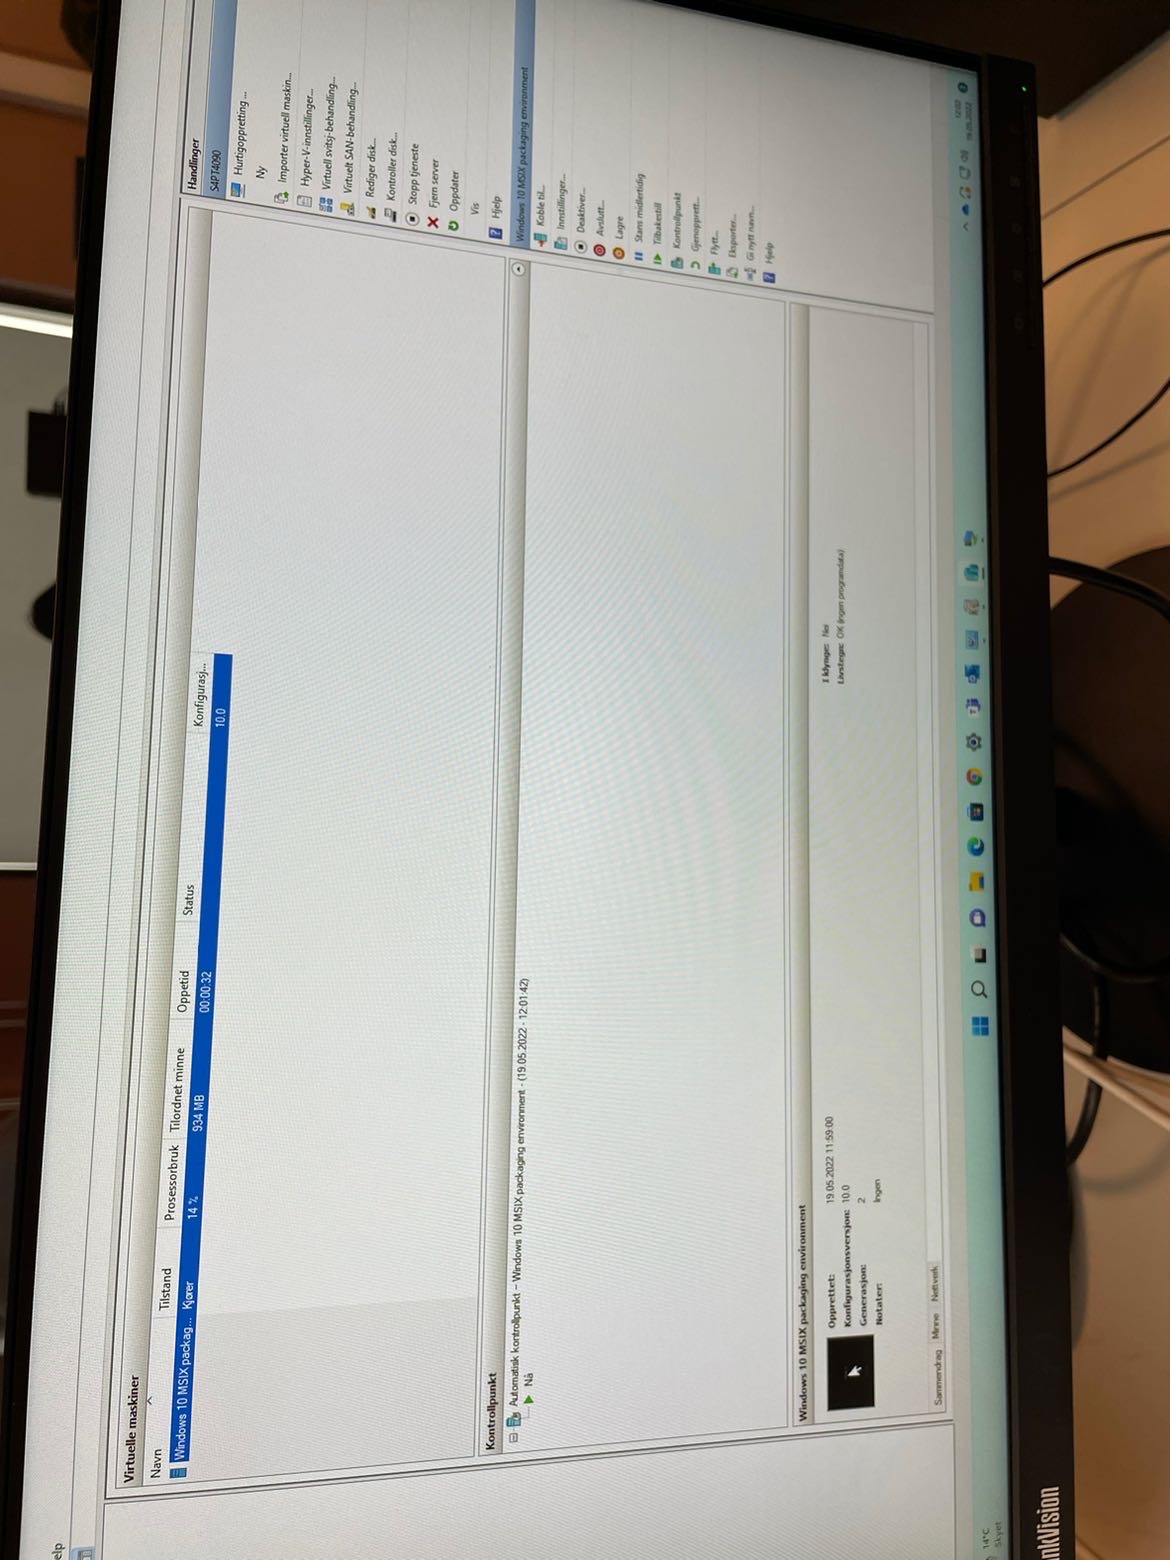 elp
Virtuelle maskiner
Navn Tilstand Prosessorbruk Tilordnet minne Oppetid Status Konfigurasj...
Windows 10 MSIX packag... Kjører 14 % 934 MB 00:00:32 10.0
Kontrollpunkt
Automatisk kontrollpunkt – Windows 10 MSIX packaging environment - (19.05.2022 - 12:01:42)
Nå
Windows 10 MSIX packaging environment
Opprettet: 19.05.2022 11:59:00
Konfigurasjonsversjon: 10.0
Generasjon: 2
Notater: Ingen
I klynge: Nei
Livstegn: OK (ingen programdata)
Sammendrag Minne Nettverk
Handlinger
S4PT4090
Hurtigoppretting ...
Ny
Importer virtuell maskin...
Hyper-V-innstillinger...
Virtuell svitsj-behandling...
Virtuelt SAN-behandling...
Rediger disk...
Kontroller disk...
Stopp tjeneste
Fjern server
Oppdater
Vis
Hjelp
Windows 10 MSIX packaging environment
Koble til...
Innstillinger...
Deaktiver...
Avslutt...
Lagre
Stans midlertidig
Tilbakestill
Kontrollpunkt
Gjenopprett...
Flytt...
Eksporter...
Gi nytt navn...
Hjelp
14°C
Skyet
12:02
19.05.2022
nkVision